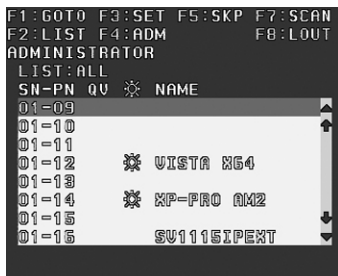 F1:GOTO F3:SET F5:SKP F7:SCAN
F2:LIST F4:ADM F8:LOUT
ADMINISTRATOR
LIST:ALL
SN-PN QV NAME
01-09
01-10
01-11
01-12 VISTA X64
01-13
01-14 XP-PRO AM2
01-15
01-16 SV1115IPEXT